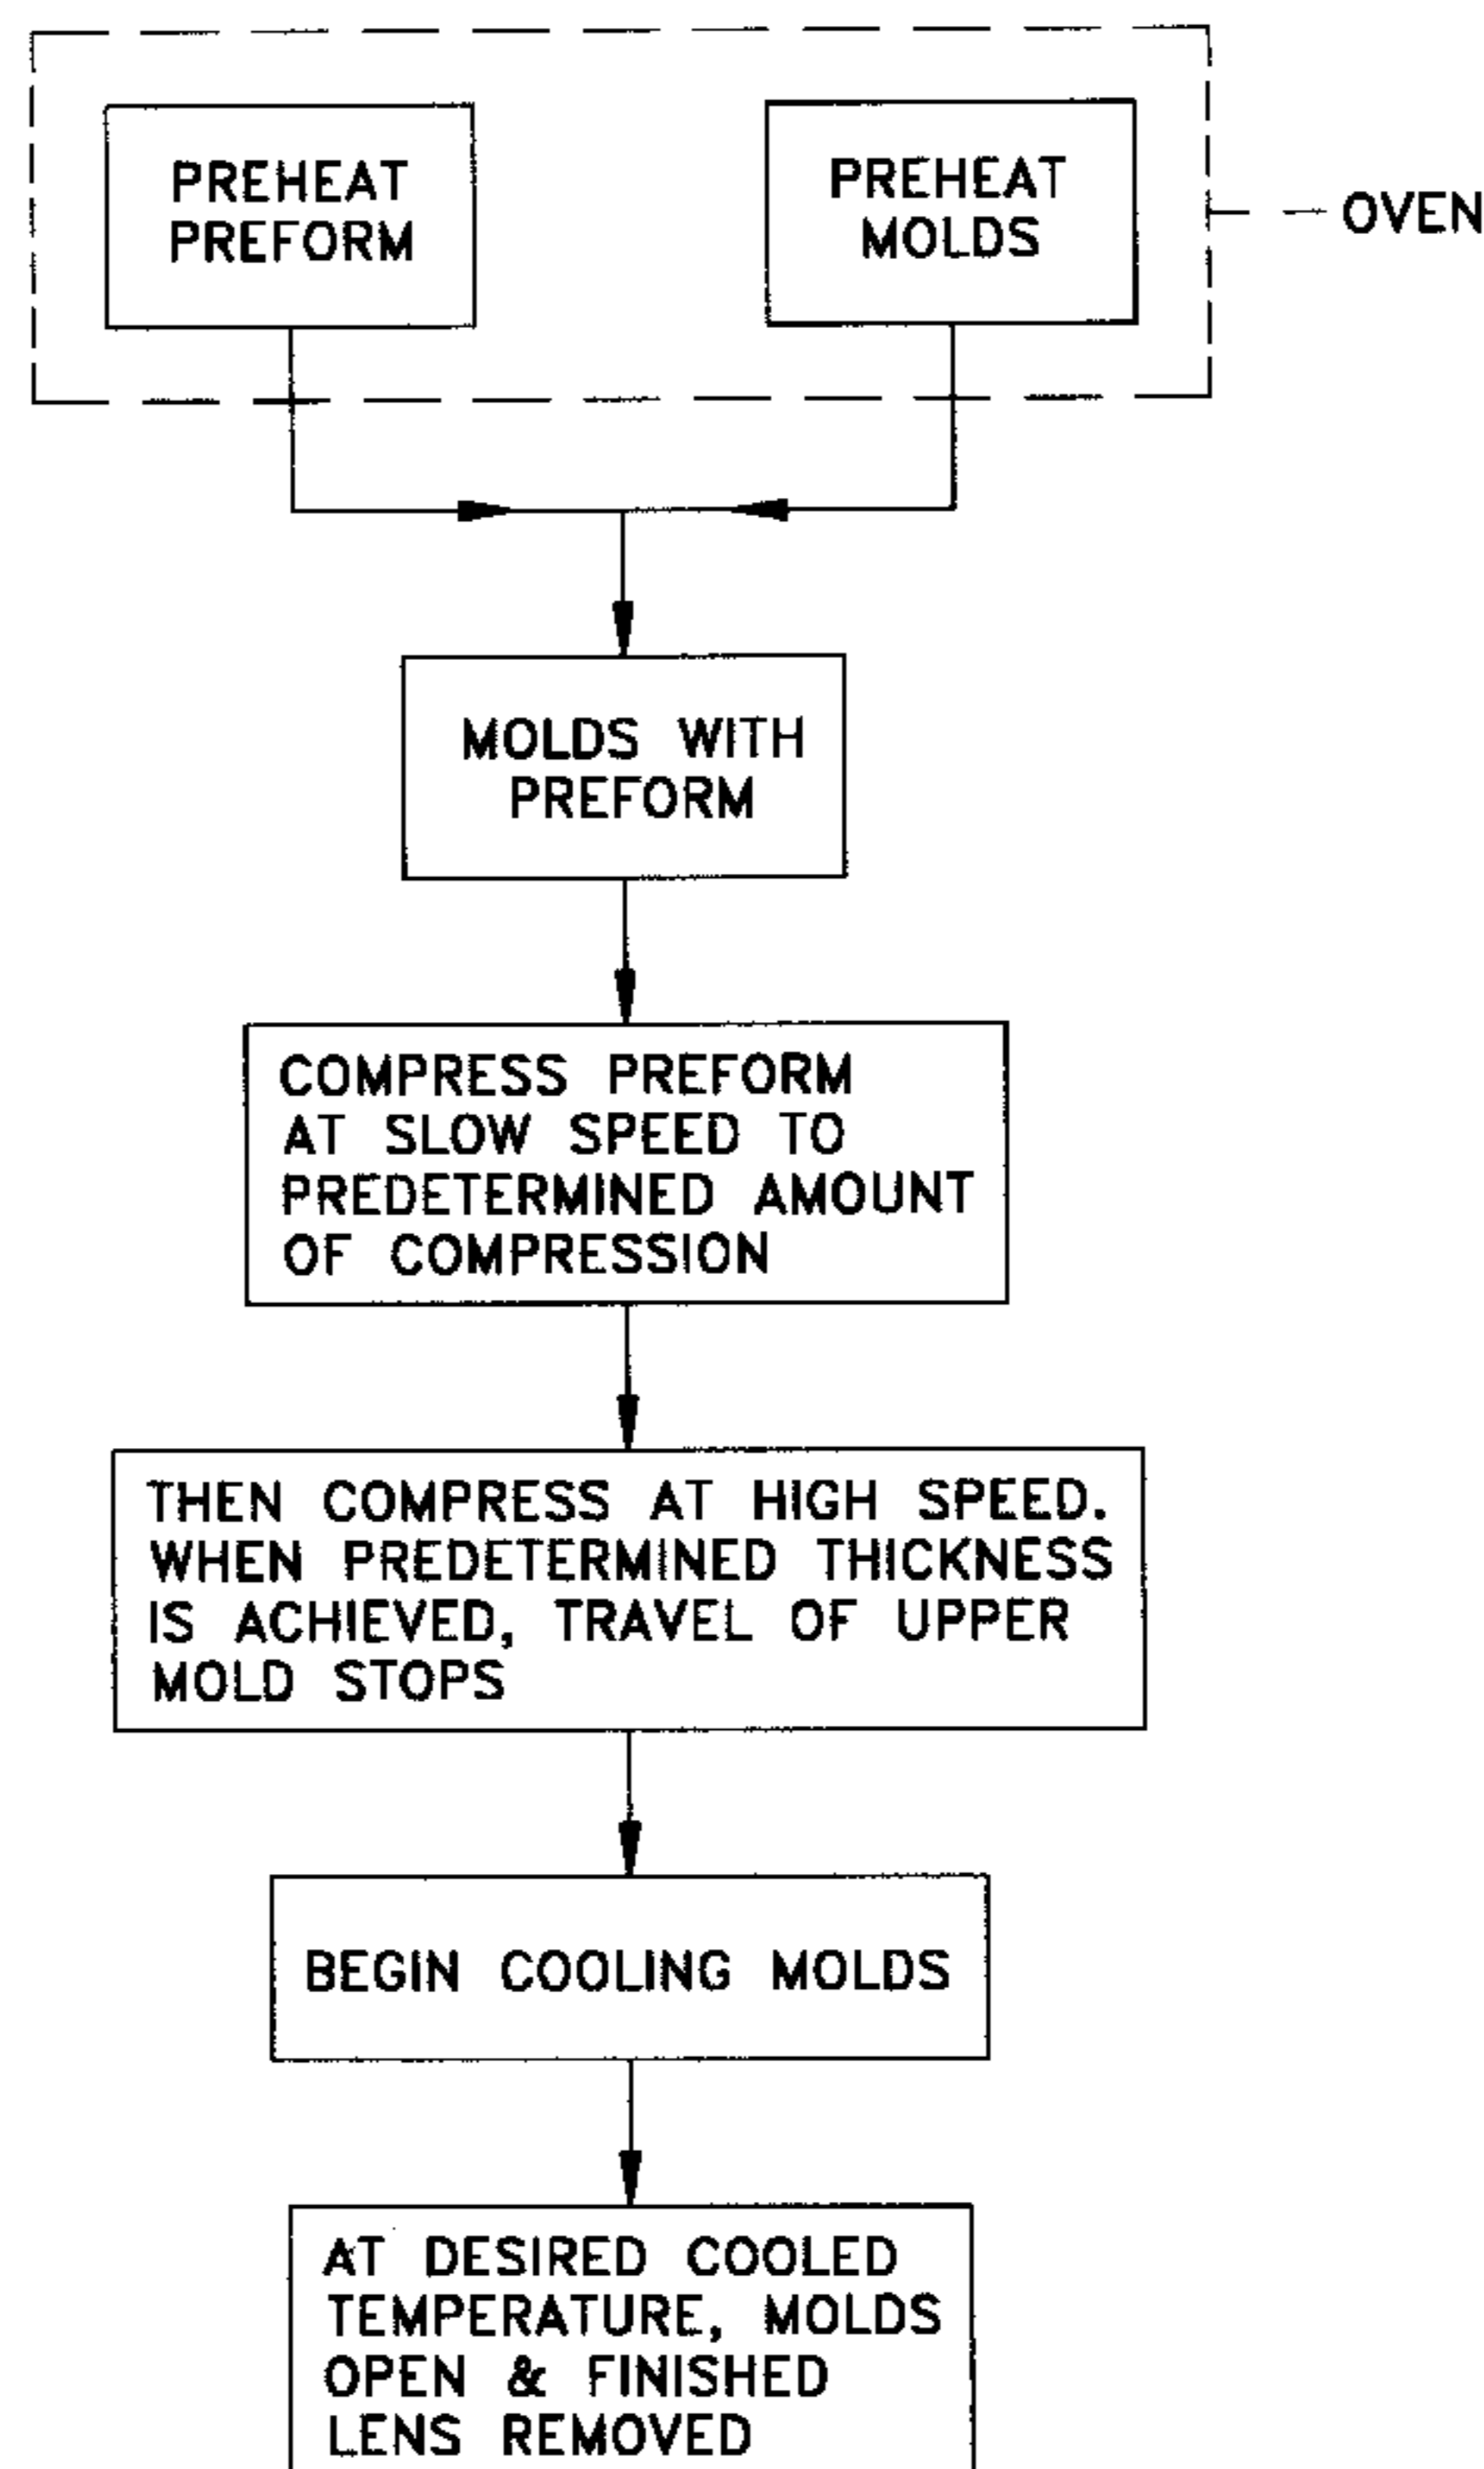 PREHEAT
PREFORM
PREHEAT
MOLDS
OVEN
MOLDS WITH
PREFORM
COMPRESS PREFORM
AT SLOW SPEED TO
PREDETERMINED AMOUNT
OF COMPRESSION
THEN COMPRESS AT HIGH SPEED.
WHEN PREDETERMINED THICKNESS
IS ACHIEVED, TRAVEL OF UPPER
MOLD STOPS
BEGIN COOLING MOLDS
AT DESIRED COOLED
TEMPERATURE, MOLDS
OPEN & FINISHED
LENS REMOVED